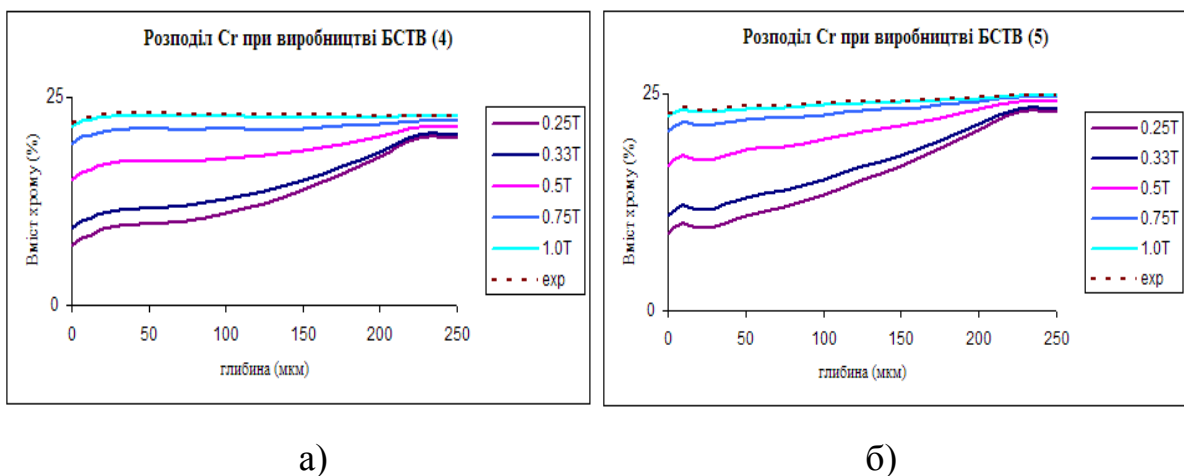 Розподіл Cr при виробництві БСТВ (4)
25
0
Вміст хрому (%)
0 50 100 150 200 250
глибина (мкм)
0.25T
0.33T
0.5T
0.75T
1.0T
exp
а)
Розподіл Cr при виробництві БСТВ (5)
25
0
Вміст хрому (%)
0 50 100 150 200 250
глибина (мкм)
0.25T
0.33T
0.5T
0.75T
1.0T
exp
б)